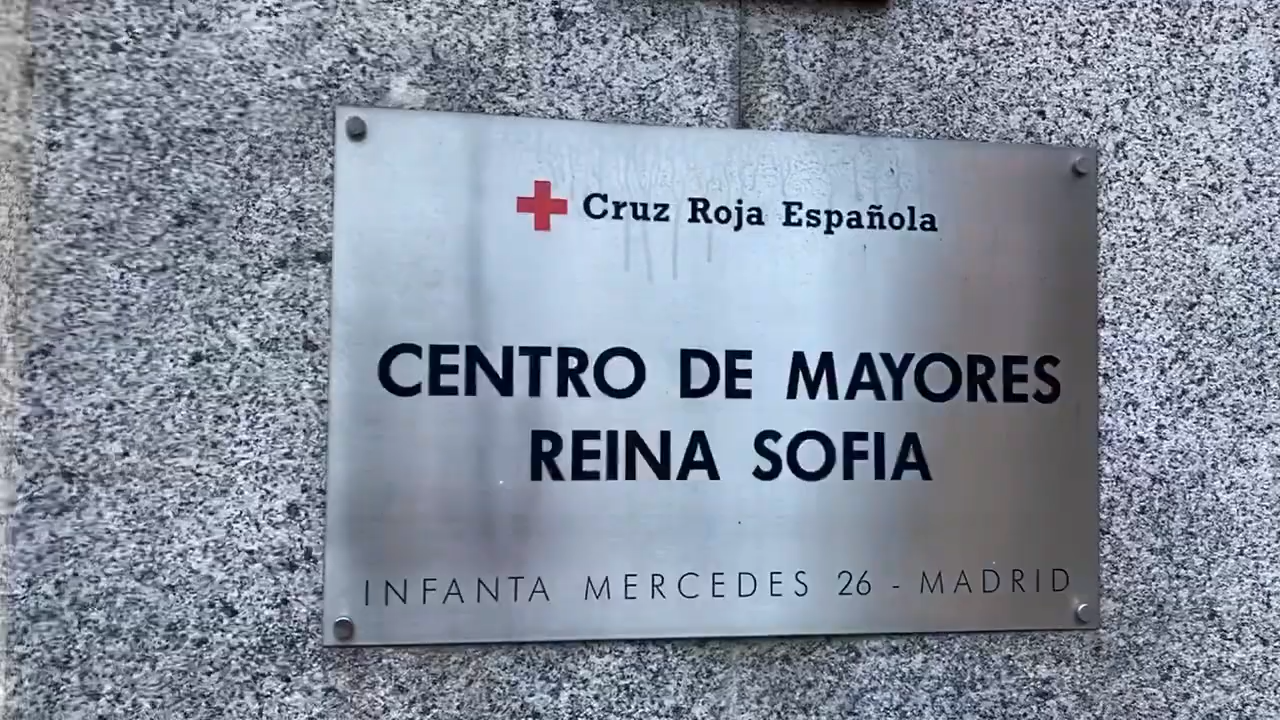 Cruz Roja Española
CENTRO DE MAYORES
REINA SOFIA
INFANTA MERCEDES 26 - MADRID